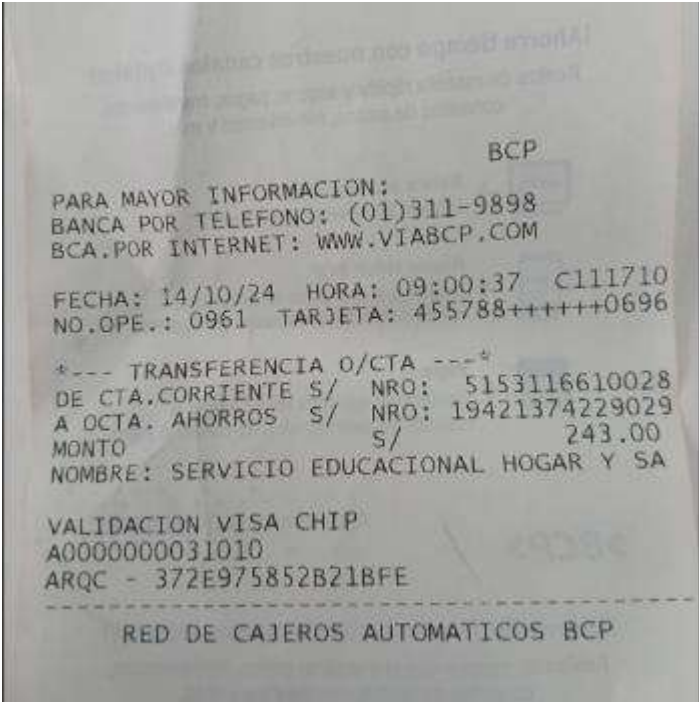 BCP
PARA MAYOR INFORMACION:
BANCA POR TELEFONO: (01)311-9898
BCA.POR INTERNET: WWW.VIABCP.COM
FECHA: 14/10/24 HORA: 09:00:37 C111710
NO.OPE.: 0961 TARJETA: 455788++++++0696
*--- TRANSFERENCIA O/CTA ---*
DE CTA.CORRIENTE S/ NRO: 5153116610028
A OCTA. AHORROS S/ NRO: 19421374229029
MONTO S/ 243.00
NOMBRE: SERVICIO EDUCACIONAL HOGAR Y SA
VALIDACION VISA CHIP
A0000000031010
ARQC - 372E975852B21BFE
RED DE CAJEROS AUTOMATICOS BCP